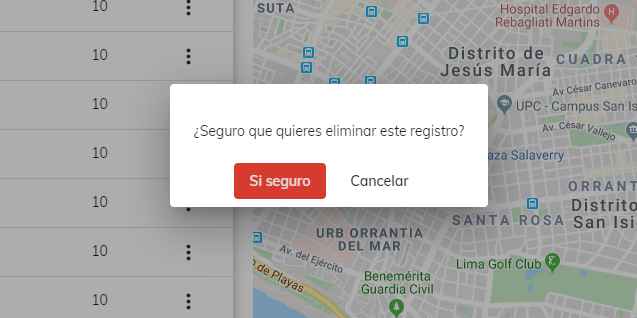 10
10
10
10
10
10
10
SUTA
Hospital Edgardo
Rebagliati Martins
H
Distrito de
Jesús María
CUADRA
Av César Canevaro
UPC - Campus San Is
Av. César Vallejo
¿Seguro que quieres eliminar este registro?
aza Salaverry
Si seguro
Cancelar
ORRANT
Distrito
San Isi
SANTA ROSA
URB ORRANTIA
DEL MAR
Av. del Ejército
Lima Golf Club
o de Playas
Benemérita
Guardia Civil